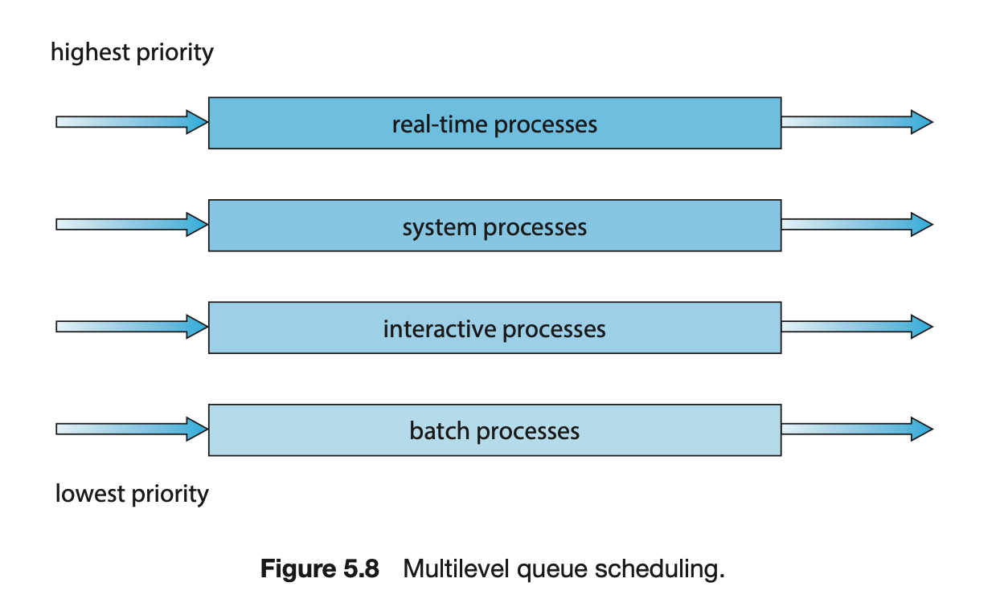 highest priority
real-time processes
system processes
interactive processes
batch processes
lowest priority
Figure 5.8 Multilevel queue scheduling.